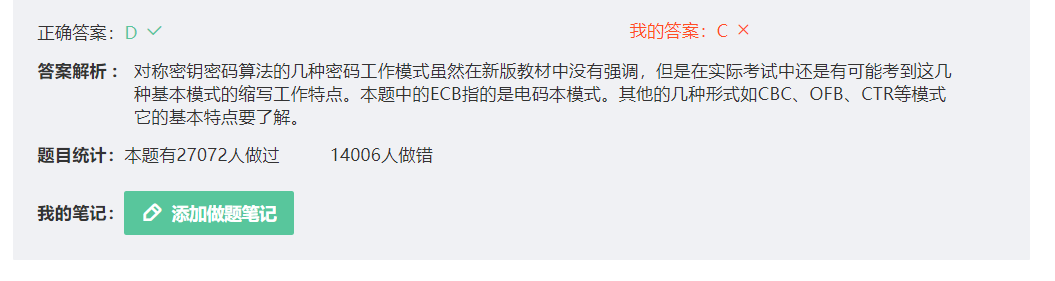 正确答案：D
我的答案：C
答案解析： 对称密钥密码算法的几种密码工作模式虽然在新版教材中没有强调，但是在实际考试中还是有可能考到这几
种基本模式的缩写工作特点。本题中的ECB指的是电码本模式。其他的几种形式如CBC、OFB、CTR等模式
它的基本特点要了解。
题目统计：本题有27072人做过 14006人做错
我的笔记： 添加做题笔记